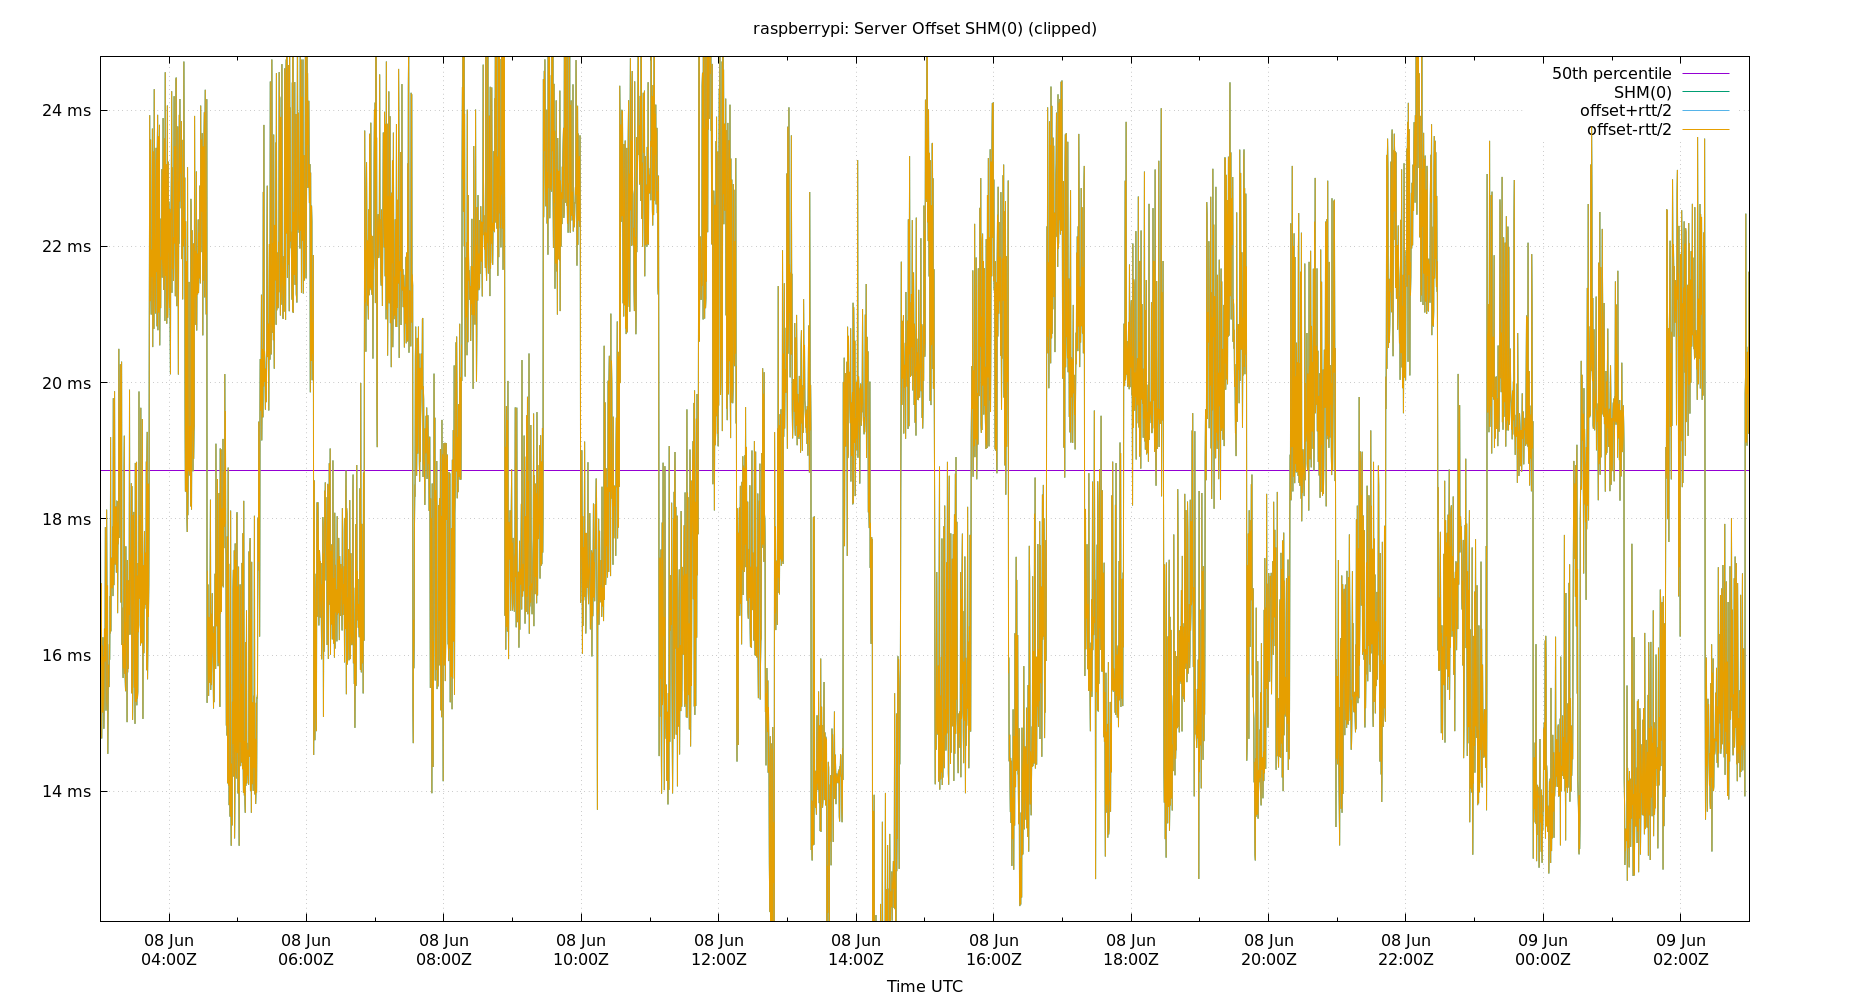 raspberrypi: Server Offset SHM(0) (clipped)
50th percentile
SHM(0)
offset+rtt/2
offset-rtt/2
24 ms
22 ms
20 ms
18 ms
16 ms
14 ms
08 Jun 08 Jun 08 Jun 08 Jun 08 Jun 08 Jun 08 Jun 08 Jun 08 Jun 08 Jun 09 Jun 09 Jun
04:00Z 06:00Z 08:00Z 10:00Z 12:00Z 14:00Z 16:00Z 18:00Z 20:00Z 22:00Z 00:00Z 02:00Z
Time UTC